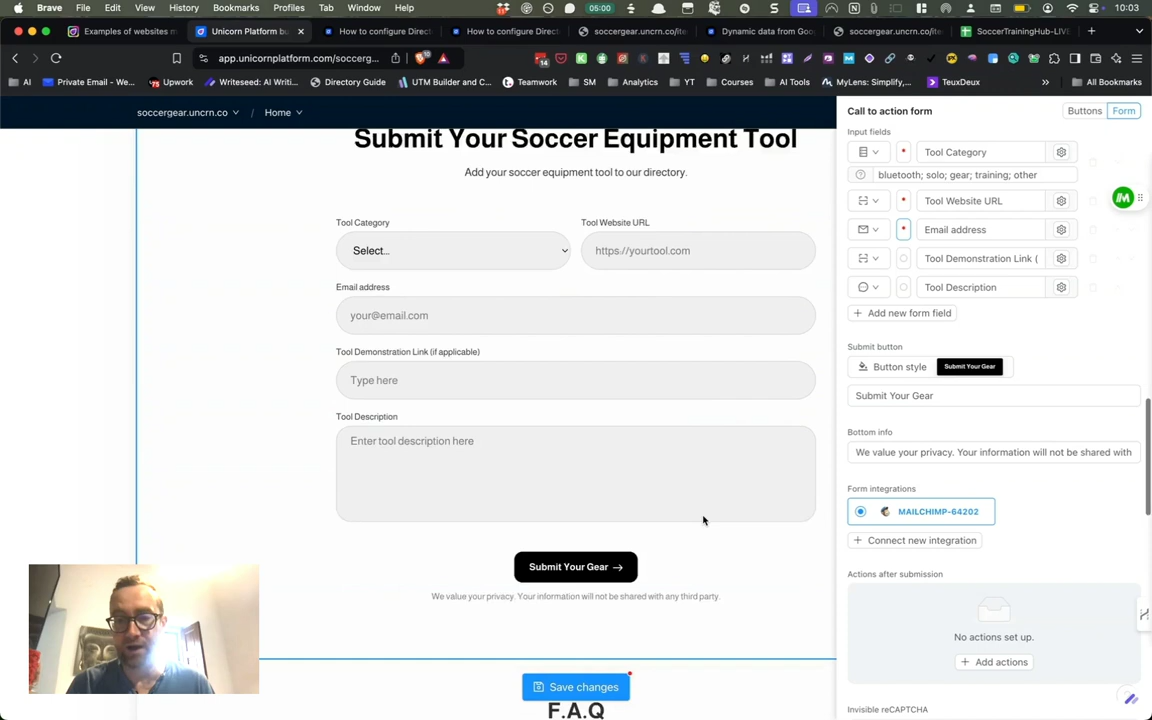 Brave File Edit View History Bookmarks Profiles Tab Window Help 05:00 10:03
Examples of websites m Unicorn Platform bu how to configure Direct how to configure Direct soccergear.uncrn.co/ite Dynamic data from Goo soccergear.uncrn.co/ite SoccerTrainingHub-LIVE
app.unicornplatform.com/soccerg...
AI Private Email - We... Upwork Writeseed: AI Writi... Directory Guide UTM Builder and C... Teamwork SM Analytics YT Courses AI Tools MyLens: Simplify,... TeuxDeux All Bookmarks
soccergear.uncrn.co / Home
Submit Your Soccer Equipment Tool
Add your soccer equipment tool to our directory.
Tool Category Tool Website URL
Select... https://yourtool.com
Email address
your@email.com
Tool Demonstration Link (if applicable)
Type here
Tool Description
Enter tool description here
Submit Your Gear →
We value your privacy. Your information will not be shared with any third party.
Save changes
F.A.Q
Call to action form Buttons Form
Input fields
* Tool Category
bluetooth; solo; gear; training; other
* Tool Website URL
* Email address
Tool Demonstration Link (
Tool Description
+ Add new form field
Submit button
Button style Submit Your Gear
Submit Your Gear
Bottom info
We value your privacy. Your information will not be shared with
Form integrations
MAILCHIMP-64202
+ Connect new integration
Actions after submission
No actions set up.
+ Add actions
Invisible reCAPTCHA